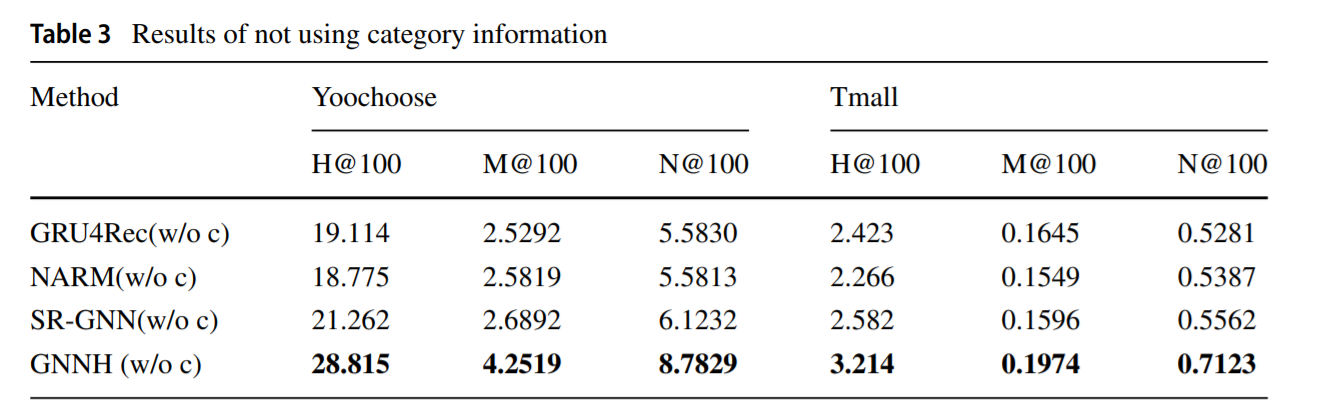 Table 3 Results of not using category information
Method Yoochoose Tmall
H@100 M@100 N@100 H@100 M@100 N@100
GRU4Rec(w/o c) 19.114 2.5292 5.5830 2.423 0.1645 0.5281
NARM(w/o c) 18.775 2.5819 5.5813 2.266 0.1549 0.5387
SR-GNN(w/o c) 21.262 2.6892 6.1232 2.582 0.1596 0.5562
GNNH (w/o c) 28.815 4.2519 8.7829 3.214 0.1974 0.7123